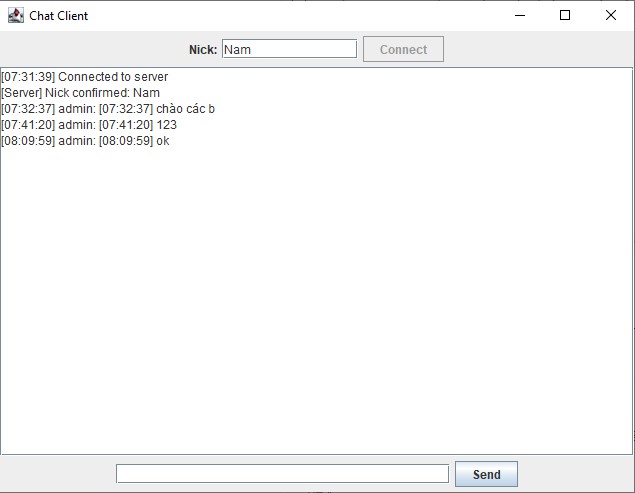 Chat Client
Nick: Nam Connect
[07:31:39] Connected to server
[Server] Nick confirmed: Nam
[07:32:37] admin: [07:32:37] chào các b
[07:41:20] admin: [07:41:20] 123
[08:09:59] admin: [08:09:59] ok
Send